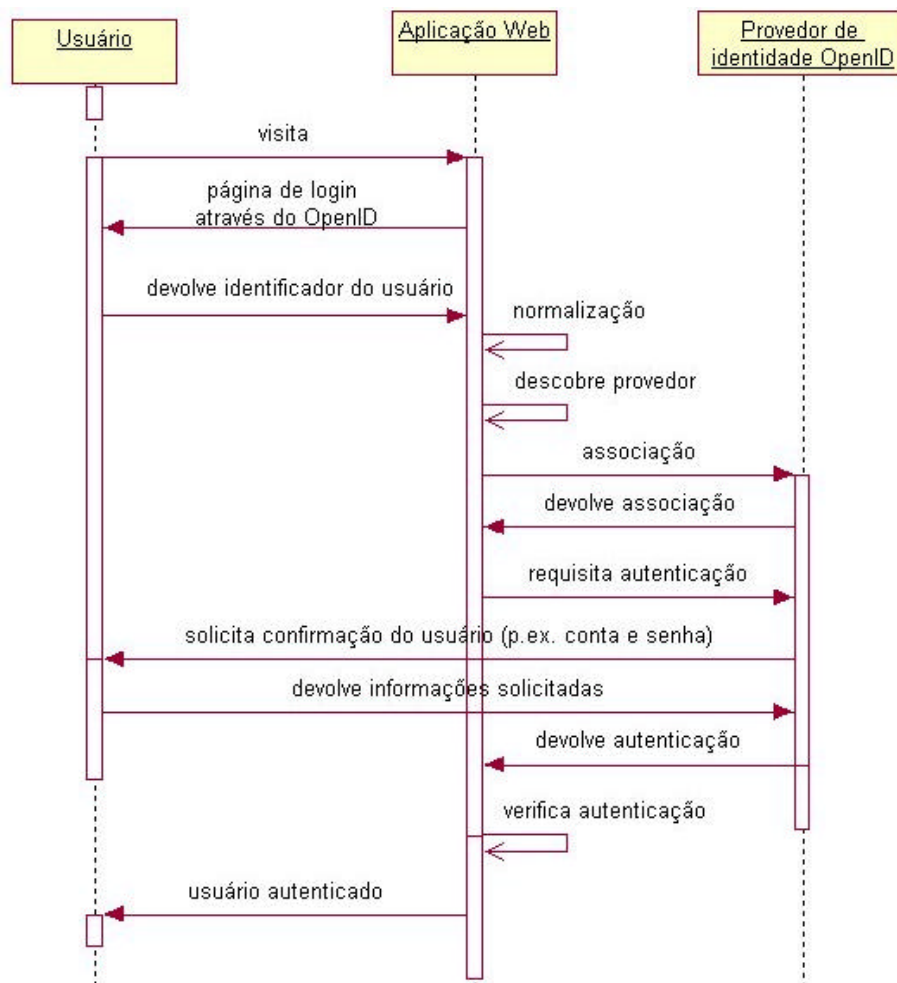 Usuário
Aplicação Web
Provedor de
identidade OpenID
visita
página de login
através do OpenID
devolve identificador do usuário
normalização
descobre provedor
associação
devolve associação
requisita autenticação
solicita confirmação do usuário (p.ex. conta e senha)
devolve informações solicitadas
devolve autenticação
verifica autenticação
usuário autenticado